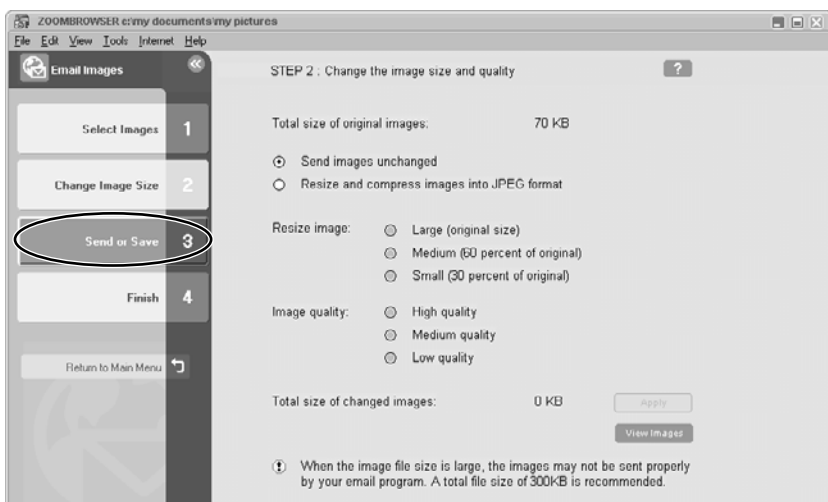 ZOOMBROWSER c:\my documents\my pictures
File Edit View Tools Internet Help
Email Images
Select Images 1
Change Image Size 2
Send or Save 3
Finish 4
Return to Main Menu
STEP 2 : Change the image size and quality ?
Total size of original images: 70 KB
Send images unchanged
Resize and compress images into JPEG format
Resize image: Large (original size)
Medium (60 percent of original)
Small (30 percent of original)
Image quality: High quality
Medium quality
Low quality
Total size of changed images: 0 KB Apply
View Images
When the image file size is large, the images may not be sent properly
by your email program. A total file size of 300KB is recommended.